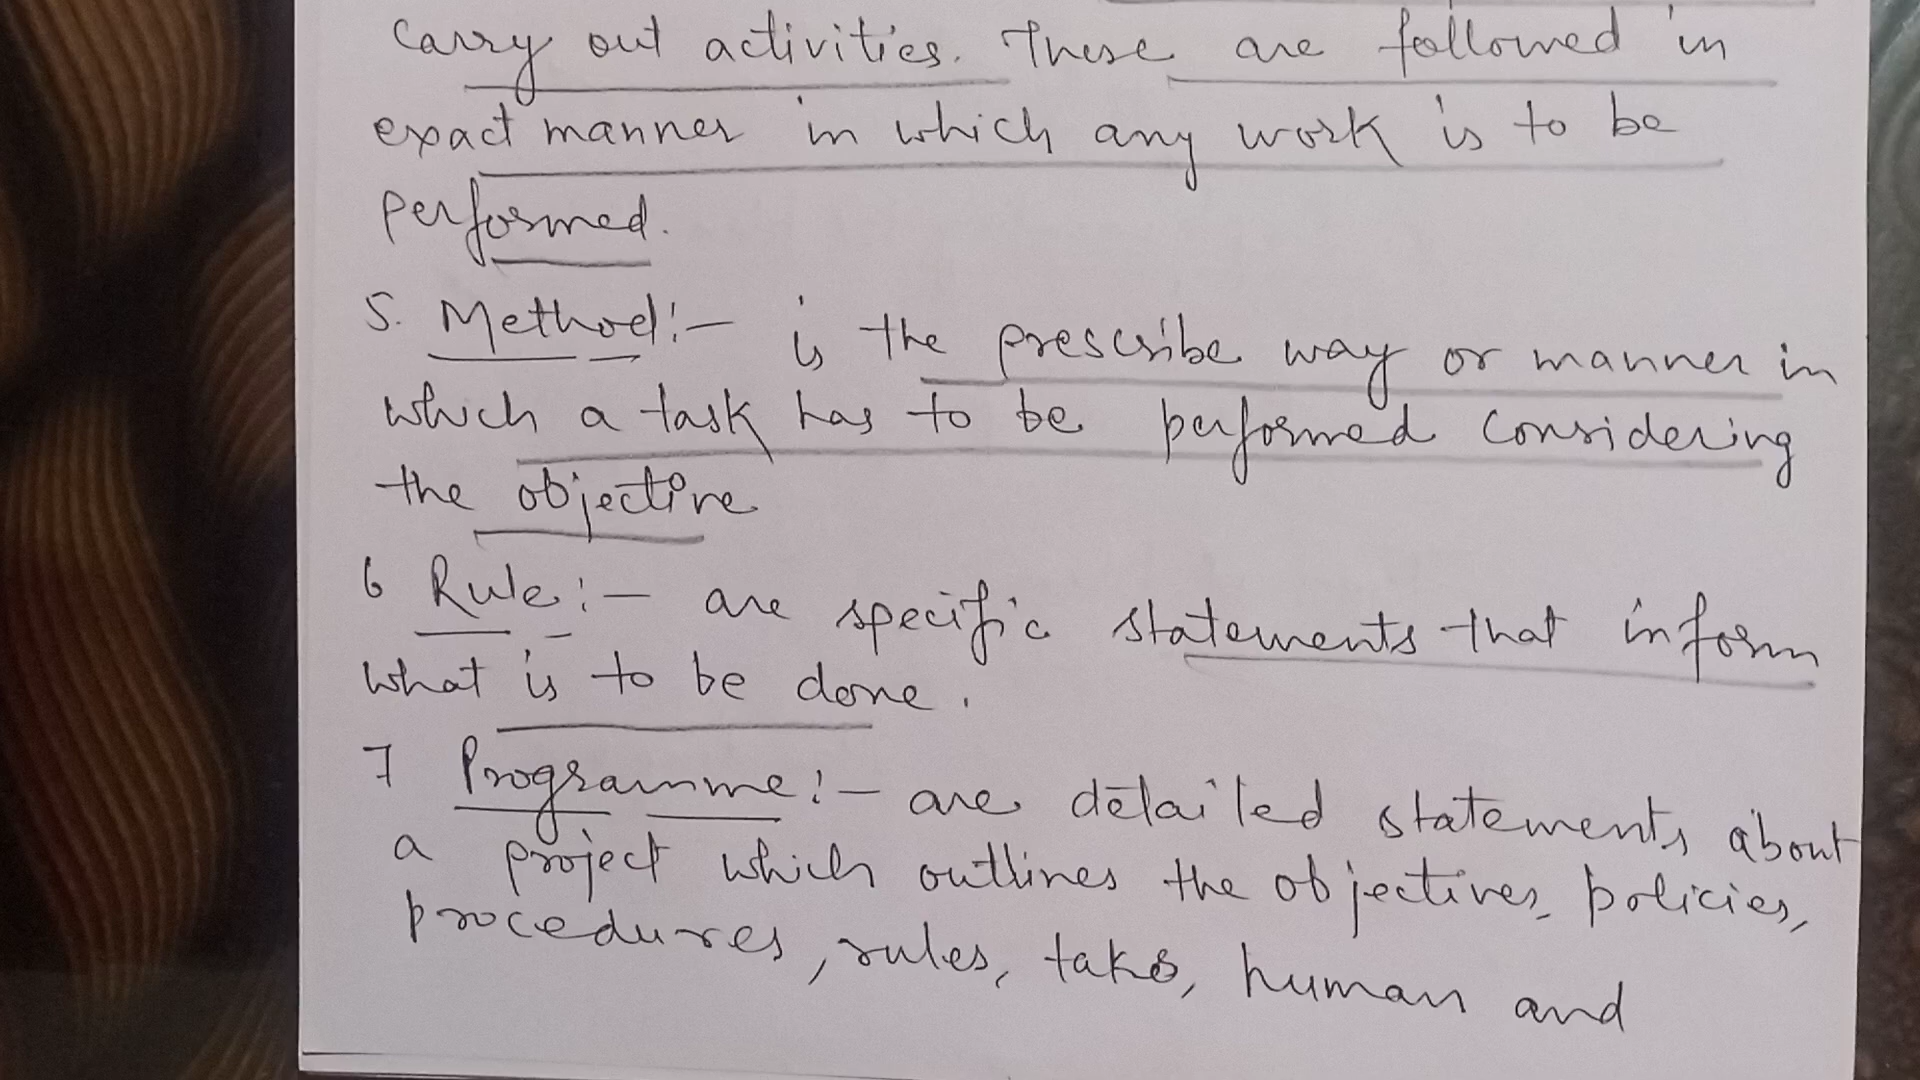 carry out activities. These are followed in
exact manner in which any work is to be
performed.
5. Method:- is the prescribe way or manner in
which a task has to be performed considering
the objective
6 Rule:- are specific statements that inform
what is to be done.
7 Programme:- are detailed statements about
a project which outlines the objectives, policies,
procedures, rules, taks, human and